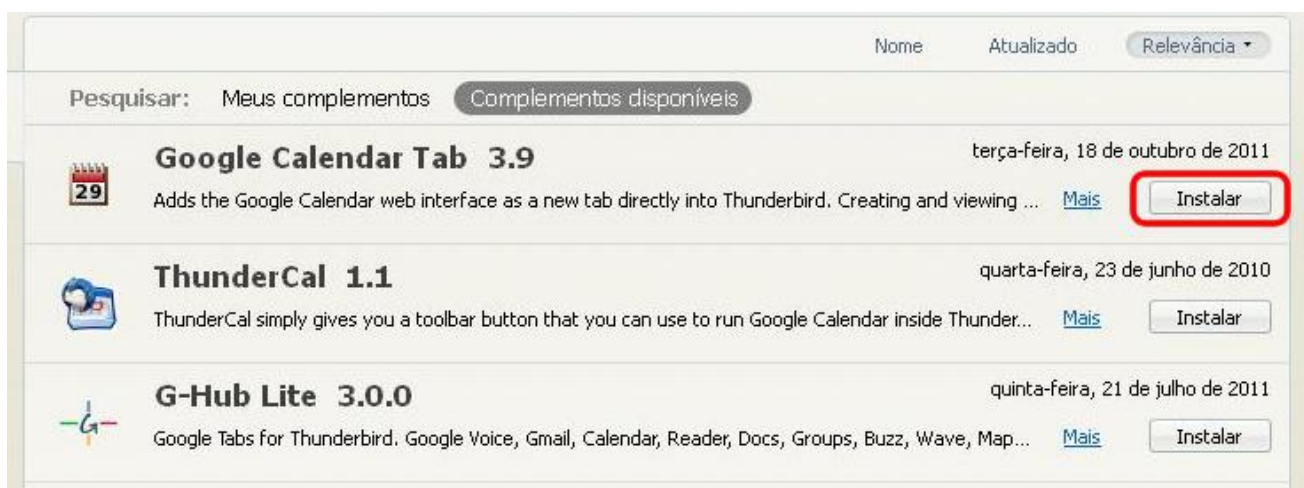 Nome Atualizado Relevância
Pesquisar: Meus complementos Complementos disponíveis
29
Google Calendar Tab 3.9 terça-feira, 18 de outubro de 2011
Adds the Google Calendar web interface as a new tab directly into Thunderbird. Creating and viewing ... Mais Instalar
ThunderCal 1.1 quarta-feira, 23 de junho de 2010
ThunderCal simply gives you a toolbar button that you can use to run Google Calendar inside Thunder... Mais Instalar
G-Hub Lite 3.0.0 quinta-feira, 21 de julho de 2011
G
Google Tabs for Thunderbird. Google Voice, Gmail, Calendar, Reader, Docs, Groups, Buzz, Wave, Map... Mais Instalar